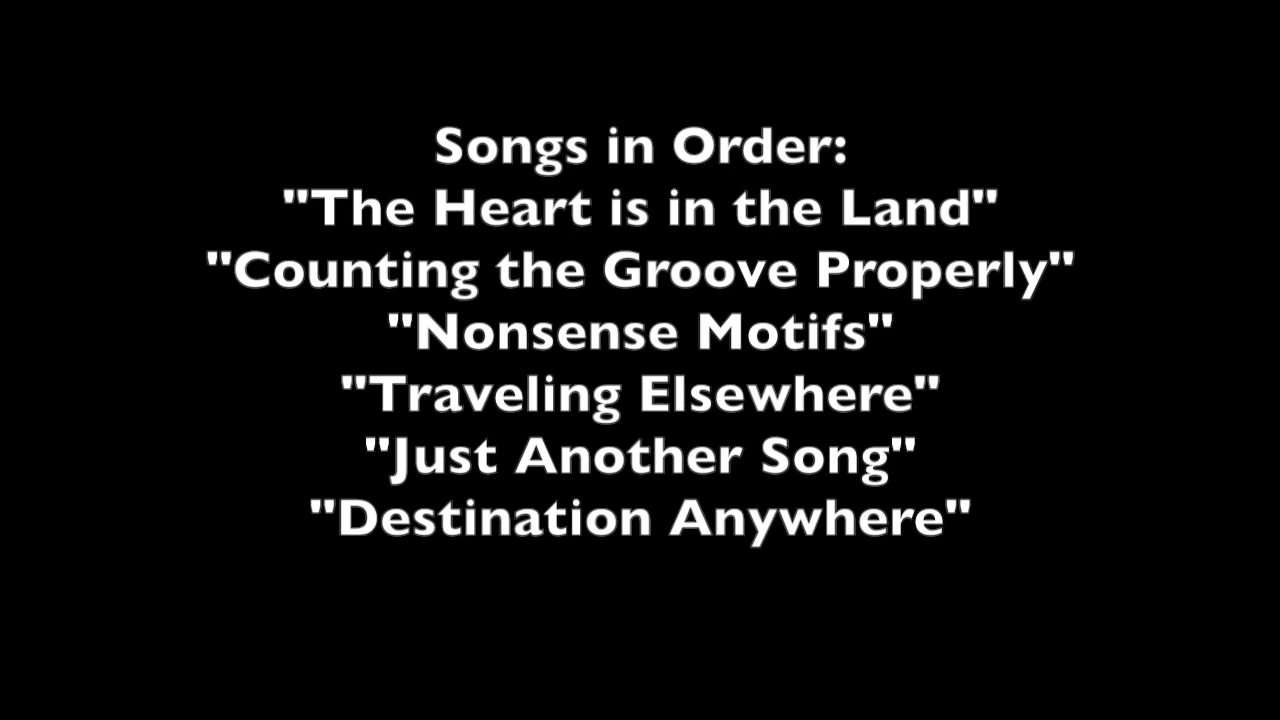 Songs in Order:
"The Heart is in the Land"
"Counting the Groove Properly"
"Nonsense Motifs"
"Traveling Elsewhere"
"Just Another Song"
"Destination Anywhere"